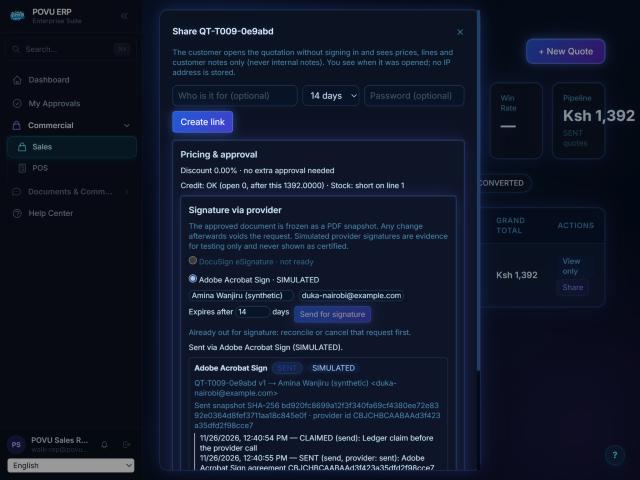 POVU ERP
Enterprise Suite
Search...
Dashboard
My Approvals
Commercial
Sales
POS
Documents & Comm...
Help Center
PS
POVU Sales R...
walk-rep@povu...
English
Share QT-T009-0e9abd
The customer opens the quotation without signing in and sees prices, lines and
customer notes only (never internal notes). You see when it was opened; no IP
address is stored.
Who is it for (optional)
14 days
Password (optional)
Create link
Pricing & approval
Discount 0.00% · no extra approval needed
Credit: OK (open 0, after this 1392.0000) · Stock: short on line 1
Signature via provider
The approved document is frozen as a PDF snapshot. Any change
afterwards voids the request. Simulated provider signatures are evidence
for testing only and never shown as certified.
DocuSign eSignature · not ready
Adobe Acrobat Sign · SIMULATED
Amina Wanjiru (synthetic)
duka-nairobi@example.com
Expires after 14 days
Send for signature
Already out for signature: reconcile or cancel that request first.
Sent via Adobe Acrobat Sign (SIMULATED).
Adobe Acrobat Sign SENT SIMULATED
QT-T009-0e9abd v1 → Amina Wanjiru (synthetic) <duka-
nairobi@example.com>
Sent snapshot SHA-256 bd920fc8699a12f3f340fa69cf4380ee72e83
92e0364d8fef3711aa18c845e0f · provider id CBJCHBCAABAAd3f423
a35dfd2f98cce7
11/26/2026, 12:40:54 PM — CLAIMED (send): Ledger claim before
the provider call
11/26/2026, 12:40:55 PM — SENT (send, provider: sent): Adobe
Acrobat Sign agreement CBJCHBCAABAAd3f423a35dfd2f98cce7
+ New Quote
Win
Rate
—
Pipeline
Ksh 1,392
SENT
quotes
CONVERTED
GRAND
TOTAL
ACTIONS
Ksh 1,392
View
only
Share
?